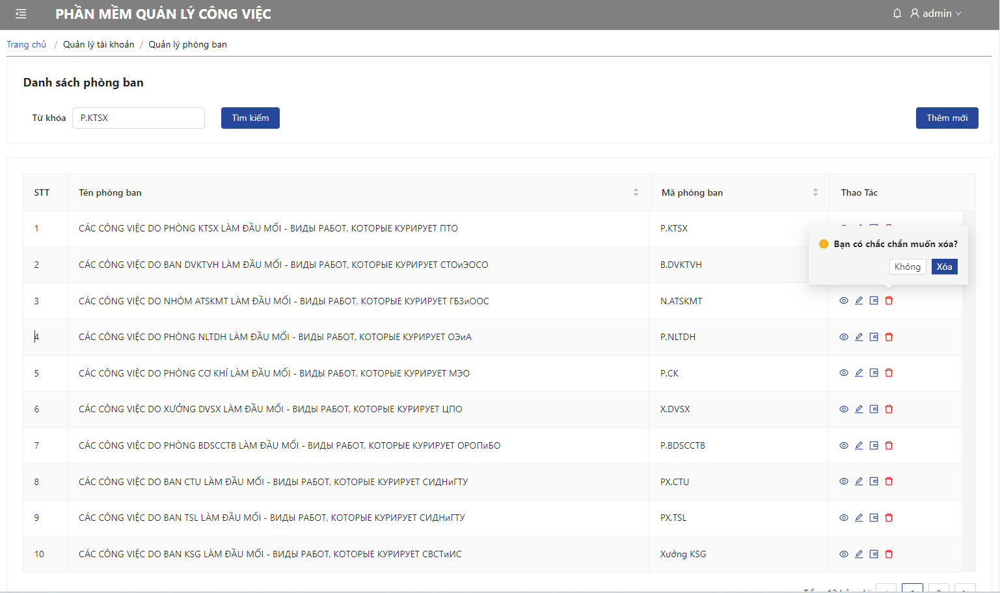 PHẦN MỀM QUẢN LÝ CÔNG VIỆC admin
Trang chủ / Quản lý tài khoản / Quản lý phòng ban
Danh sách phòng ban
Từ khóa P.KTSX Tìm kiếm Thêm mới
STT Tên phòng ban Mã phòng ban Thao Tác
1 CÁC CÔNG VIỆC DO PHÒNG KTSX LÀM ĐẦU MỐI - ВИДЫ РАБОТ, КОТОРЫЕ КУРИРУЕТ ПТО P.KTSX
Bạn có chắc chắn muốn xóa?
Không Xóa
2 CÁC CÔNG VIỆC DO BAN DVKTVH LÀM ĐẦU MỐI - ВИДЫ РАБОТ, КОТОРЫЕ КУРИРУЕТ СТОиЭОСО B.DVKTVH
3 CÁC CÔNG VIỆC DO NHÓM ATSKMT LÀM ĐẦU MỐI - ВИДЫ РАБОТ, КОТОРЫЕ КУРИРУЕТ ГБЗиООС N.ATSKMT
4 CÁC CÔNG VIỆC DO PHÒNG NLTDH LÀM ĐẦU MỐI - ВИДЫ РАБОТ, КОТОРЫЕ КУРИРУЕТ ОЭиА P.NLTDH
5 CÁC CÔNG VIỆC DO PHÒNG CƠ KHÍ LÀM ĐẦU MỐI - ВИДЫ РАБОТ, КОТОРЫЕ КУРИРУЕТ МЭО P.CK
6 CÁC CÔNG VIỆC DO XƯỞNG DVSX LÀM ĐẦU MỐI - ВИДЫ РАБОТ, КОТОРЫЕ КУРИРУЕТ ЦПО X.DVSX
7 CÁC CÔNG VIỆC DO PHÒNG BDSCCTB LÀM ĐẦU MỐI - ВИДЫ РАБОТ, КОТОРЫЕ КУРИРУЕТ ОРОПиБО P.BDSCCTB
8 CÁC CÔNG VIỆC DO BAN CTU LÀM ĐẦU MỐI - ВИДЫ РАБОТ, КОТОРЫЕ КУРИРУЕТ СИДНиГТУ PX.CTU
9 CÁC CÔNG VIỆC DO BAN TSL LÀM ĐẦU MỐI - ВИДЫ РАБОТ, КОТОРЫЕ КУРИРУЕТ СИДНиГТУ PX.TSL
10 CÁC CÔNG VIỆC DO BAN KSG LÀM ĐẦU MỐI - ВИДЫ РАБОТ, КОТОРЫЕ КУРИРУЕТ СВСТиИС Xưởng KSG